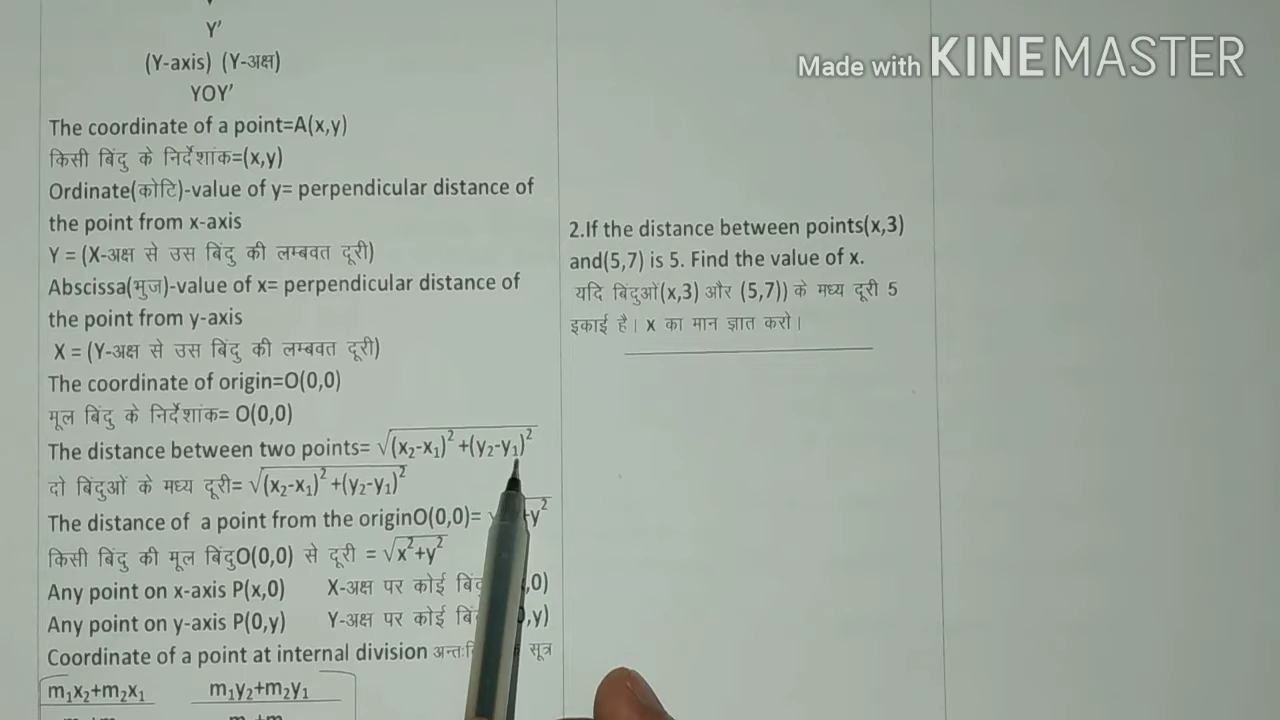 Y'
(Y-axis) (Y-अक्ष)
YOY'
The coordinate of a point=A(x,y)
किसी बिंदु के निर्देशांक=(x,y)
Ordinate(कोटि)-value of y= perpendicular distance of
the point from x-axis
Y = (X-अक्ष से उस बिंदु की लम्बवत दूरी)
Abscissa(भुज)-value of x= perpendicular distance of
the point from y-axis
X = (Y-अक्ष से उस बिंदु की लम्बवत दूरी)
The coordinate of origin=O(0,0)
मूल बिंदु के निर्देशांक= O(0,0)
The distance between two points= √(x₂-x₁)² +(y₂-y₁)²
दो बिंदुओं के मध्य दूरी= √(x₂-x₁)² +(y₂-y₁)²
The distance of a point from the originO(0,0)= √ +y²
किसी बिंदु की मूल बिंदुO(0,0) से दूरी = √x²+y²
Any point on x-axis P(x,0) X-अक्ष पर कोई ,0)
Any point on y-axis P(0,y) Y-अक्ष पर कोई ,y)
Coordinate of a point at internal division सूत्र
m₁x₂+m₂x₁ m₁y₂+m₂y₁
Made with KINEMASTER
2.If the distance between points(x,3)
and(5,7) is 5. Find the value of x.
यदि बिंदुओं(x,3) और (5,7)) के मध्य दूरी 5
इकाई है। x का मान ज्ञात करो।